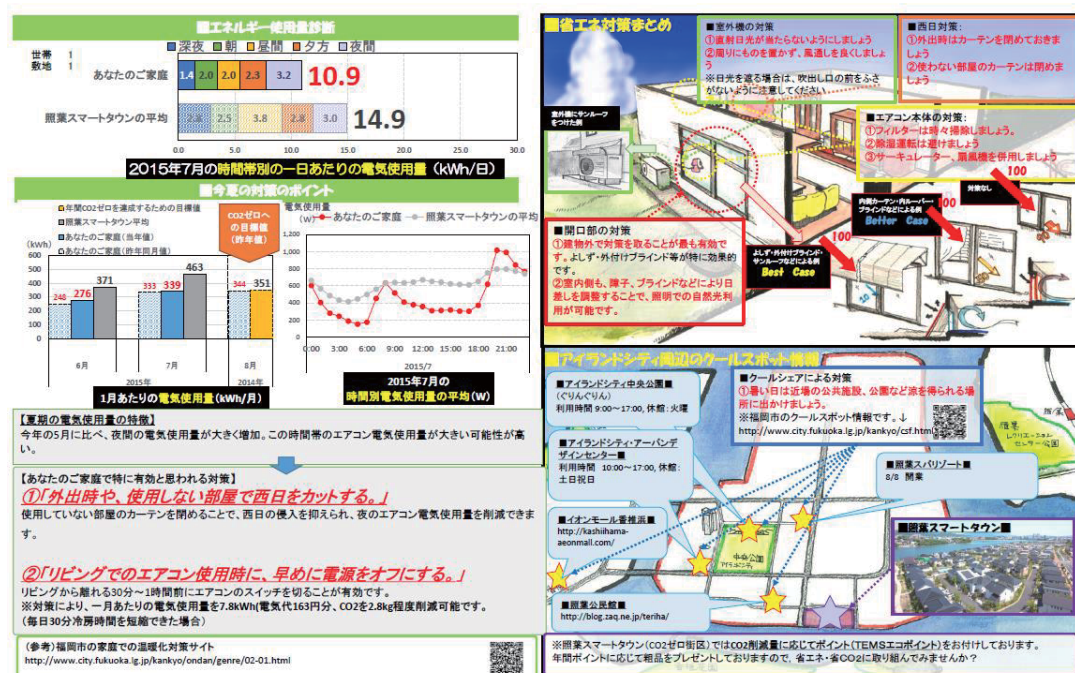 ■エネルギー使用量診断
■深夜 ■朝 ■昼間 ■夕方 ■夜間
世帯 1
敷地 1
あなたのご家庭 1.4 2.0 2.0 2.3 3.2 10.9
照葉スマートタウンの平均 2.8 2.5 3.8 2.8 3.0 14.9
0.0 5.0 10.0 15.0 20.0 25.0 30.0
2015年7月の時間帯別の一日あたりの電気使用量(kWh/日)
■今夏の対策のポイント
年間CO2ゼロを達成するための目標値
照葉スマートタウン平均
あなたのご家庭(当年値)
あなたのご家庭(昨年同月値)
CO2ゼロへ
の目標値
(昨年値)
(kWh)
600
500
400
300
200
100
0
248 276 371 333 339 463 344 351
6月 7月 8月
2015年 2014年
1月あたりの電気使用量(kWh/月)
電気使用量
(W)
あなたのご家庭 照葉スマートタウンの平均
1,200
1,000
800
600
400
200
0
0:00 3:00 6:00 9:00 12:00 15:00 18:00 21:00
2015/7
2015年7月の
時間別電気使用量の平均(W)
【夏期の電気使用量の特徴】
今年の5月に比べ、夜間の電気使用量が大きく増加。この時間帯のエアコン電気使用量が大きい可能性が高
い。
【あなたのご家庭で特に有効と思われる対策】
①「外出時や、使用しない部屋で西日をカットする。」
使用していない部屋のカーテンを閉めることで、西日の侵入を抑えられ、夜のエアコン電気使用量を削減できま
す。
②「リビングでのエアコン使用時に、早めに電源をオフにする。」
リビングから離れる30分～1時間前にエアコンのスイッチを切ることが有効です。
※対策により、一月あたりの電気使用量を7.8kWh(電気代163円分、CO2を2.8kg程度削減可能です。
(毎日30分冷房時間を短縮できた場合)
(参考)福岡市の家庭での温暖化対策サイト
http://www.city.fukuoka.lg.jp/kankyo/ondan/genre/02-01.html
■省エネ対策まとめ
■室外機の対策
①直射日光が当たらないようにしましょう
②周りにものを置かず、風通しを良くしましょ
う
※日光を遮る場合は、吹出し口の前をふさ
がないように注意してください
■西日対策:
①外出時はカーテンを閉めておきま
しょう
②使わない部屋のカーテンは閉めま
しょう
室外機にサンルーフ
をつけた例
■エアコン本体の対策:
①フィルターは時々掃除しましょう。
②除湿運転は避けましょう
③サーキュレーター、扇風機を併用しましょう
100
対策なし
内側カーテン・内ルーバー・
ブラインドなどによる例
Better Case
100
■開口部の対策
①建物外で対策を取ることが最も有効で
す。よしず・外付けブラインド等が特に効果的
です。
②室内側も、障子、ブラインドなどにより日
差しを調整することで、照明での自然光利
用が可能です。
100
よしず・外付けブラインド・
サンルーフなどによる例
Best Case
■アイランドシティ周辺のクールスポット情報
■アイランドシティ中央公園■
(ぐりんぐりん)
利用時間 9:00～17:00, 休館:火曜
■クールシェアによる対策
①暑い日は近場の公共施設、公園など涼を得られる場
所に出かけましょう。
※福岡市のクールスポット情報です。↓
http://www.city.fukuoka.lg.jp/kankyo/csf.html
■アイランドシティ・アーバンデ
ザインセンター■
利用時間 10:00～17:00, 休館:
土日祝日
■照葉スパリゾート■
8/8 開業
■イオンモール香椎浜■
http://kashiihama-
aeonmall.com/
中央公園
アイランドシティ
■照葉スマートタウン■
■照葉公民館■
http://blog.zaq.ne.jp/teriha/
※照葉スマートタウン(CO2ゼロ街区)ではCO2削減量に応じてポイント(TEMSエコポイント)をお付けしております。
年間ポイントに応じて粗品をプレゼントしておりますので、省エネ・省CO2に取り組んでみませんか?